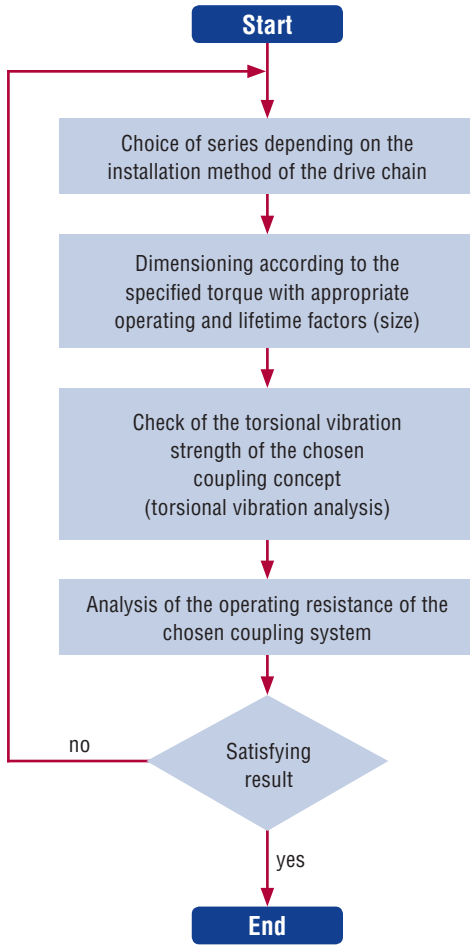 Start
Choice of series depending on the
installation method of the drive chain
Dimensioning according to the
specified torque with appropriate
operating and lifetime factors (size)
Check of the torsional vibration
strength of the chosen
coupling concept
(torsional vibration analysis)
Analysis of the operating resistance of the
chosen coupling system
no
Satisfying
result
yes
End